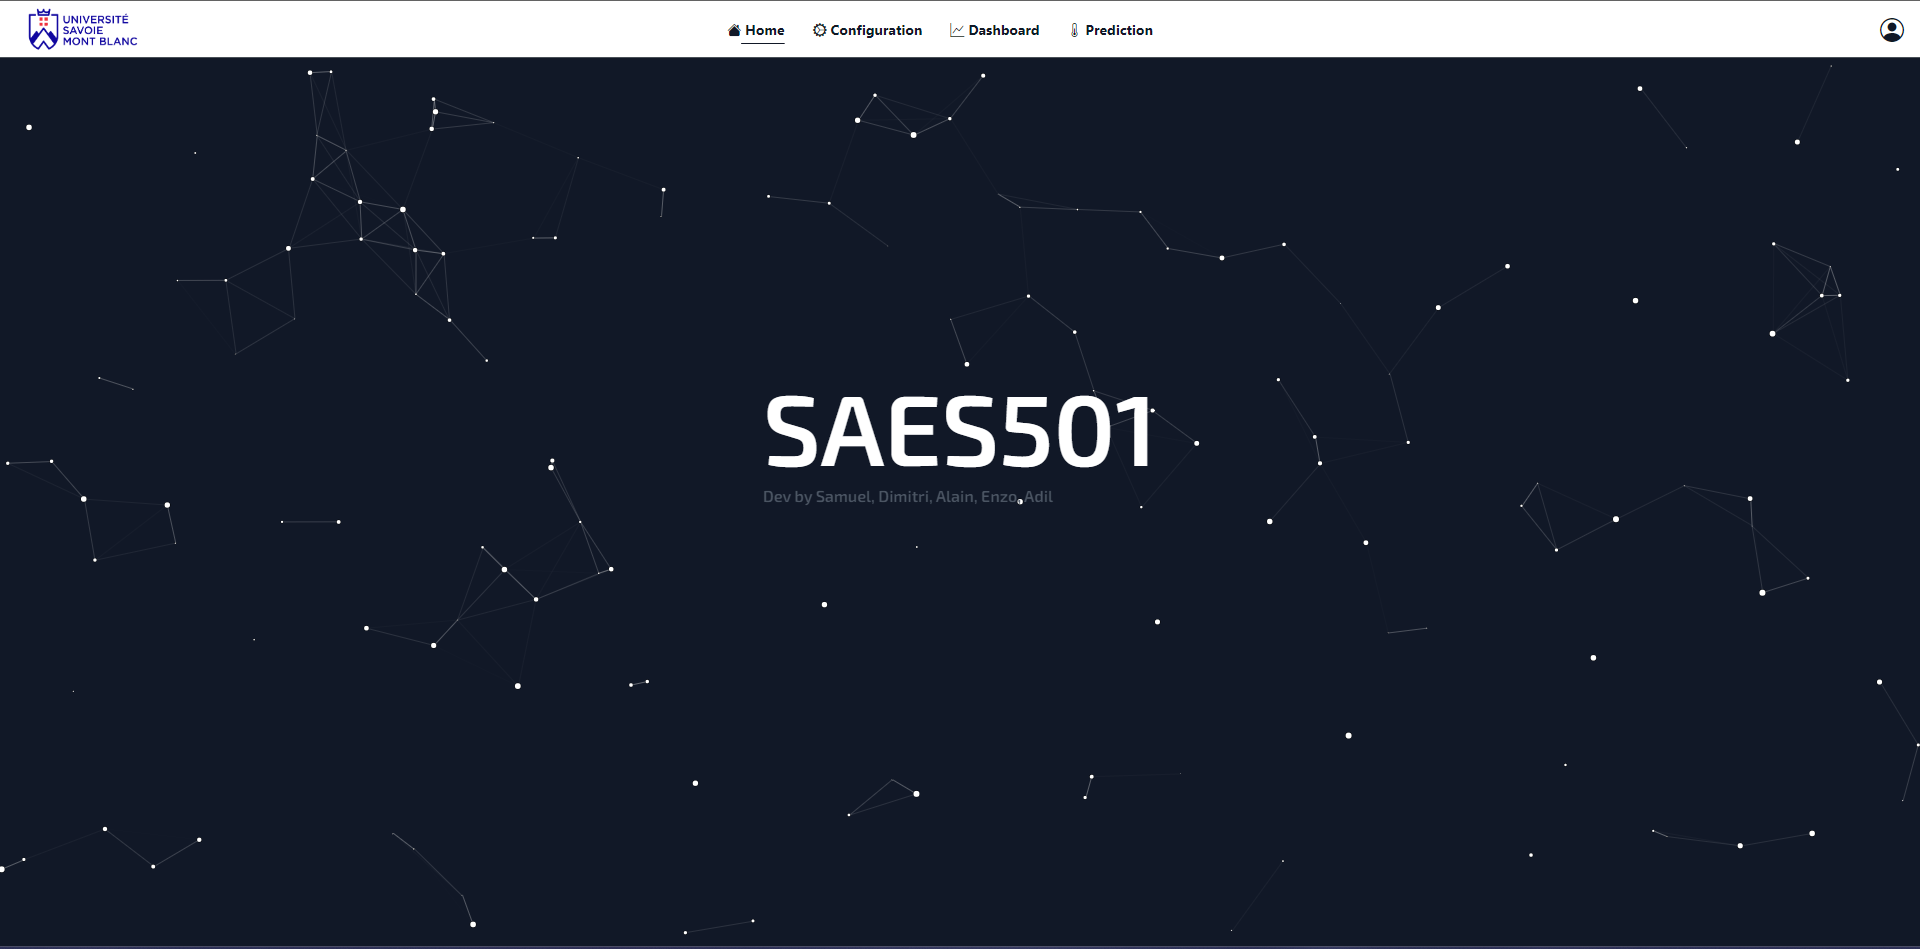 UNIVERSITÉ
SAVOIE
MONT BLANC
Home Configuration Dashboard Prediction
SAES501
Dev by Samuel, Dimitri, Alain, Enzo, Adil